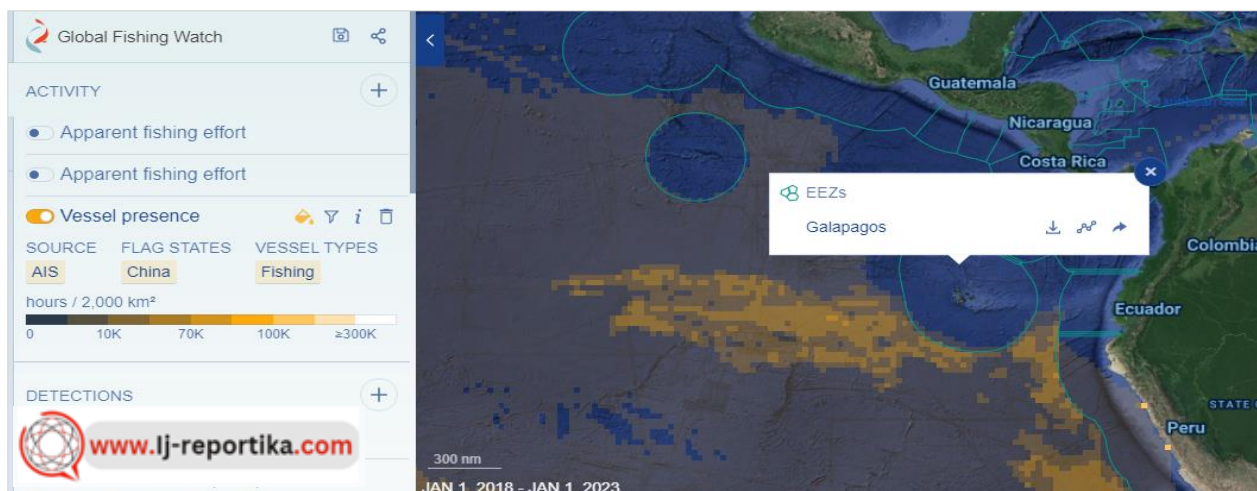 Global Fishing Watch
ACTIVITY
Apparent fishing effort
Apparent fishing effort
Vessel presence
SOURCE FLAG STATES VESSEL TYPES
AIS China Fishing
hours / 2,000 km²
0 10K 70K 100K ≥300K
DETECTIONS
www.lj-reportika.com
Guatemala
Nicaragua
Costa Rica
EEZs
Galapagos
Colombia
Ecuador
STATE
Peru
300 nm
JAN 1, 2018 - JAN 1, 2023